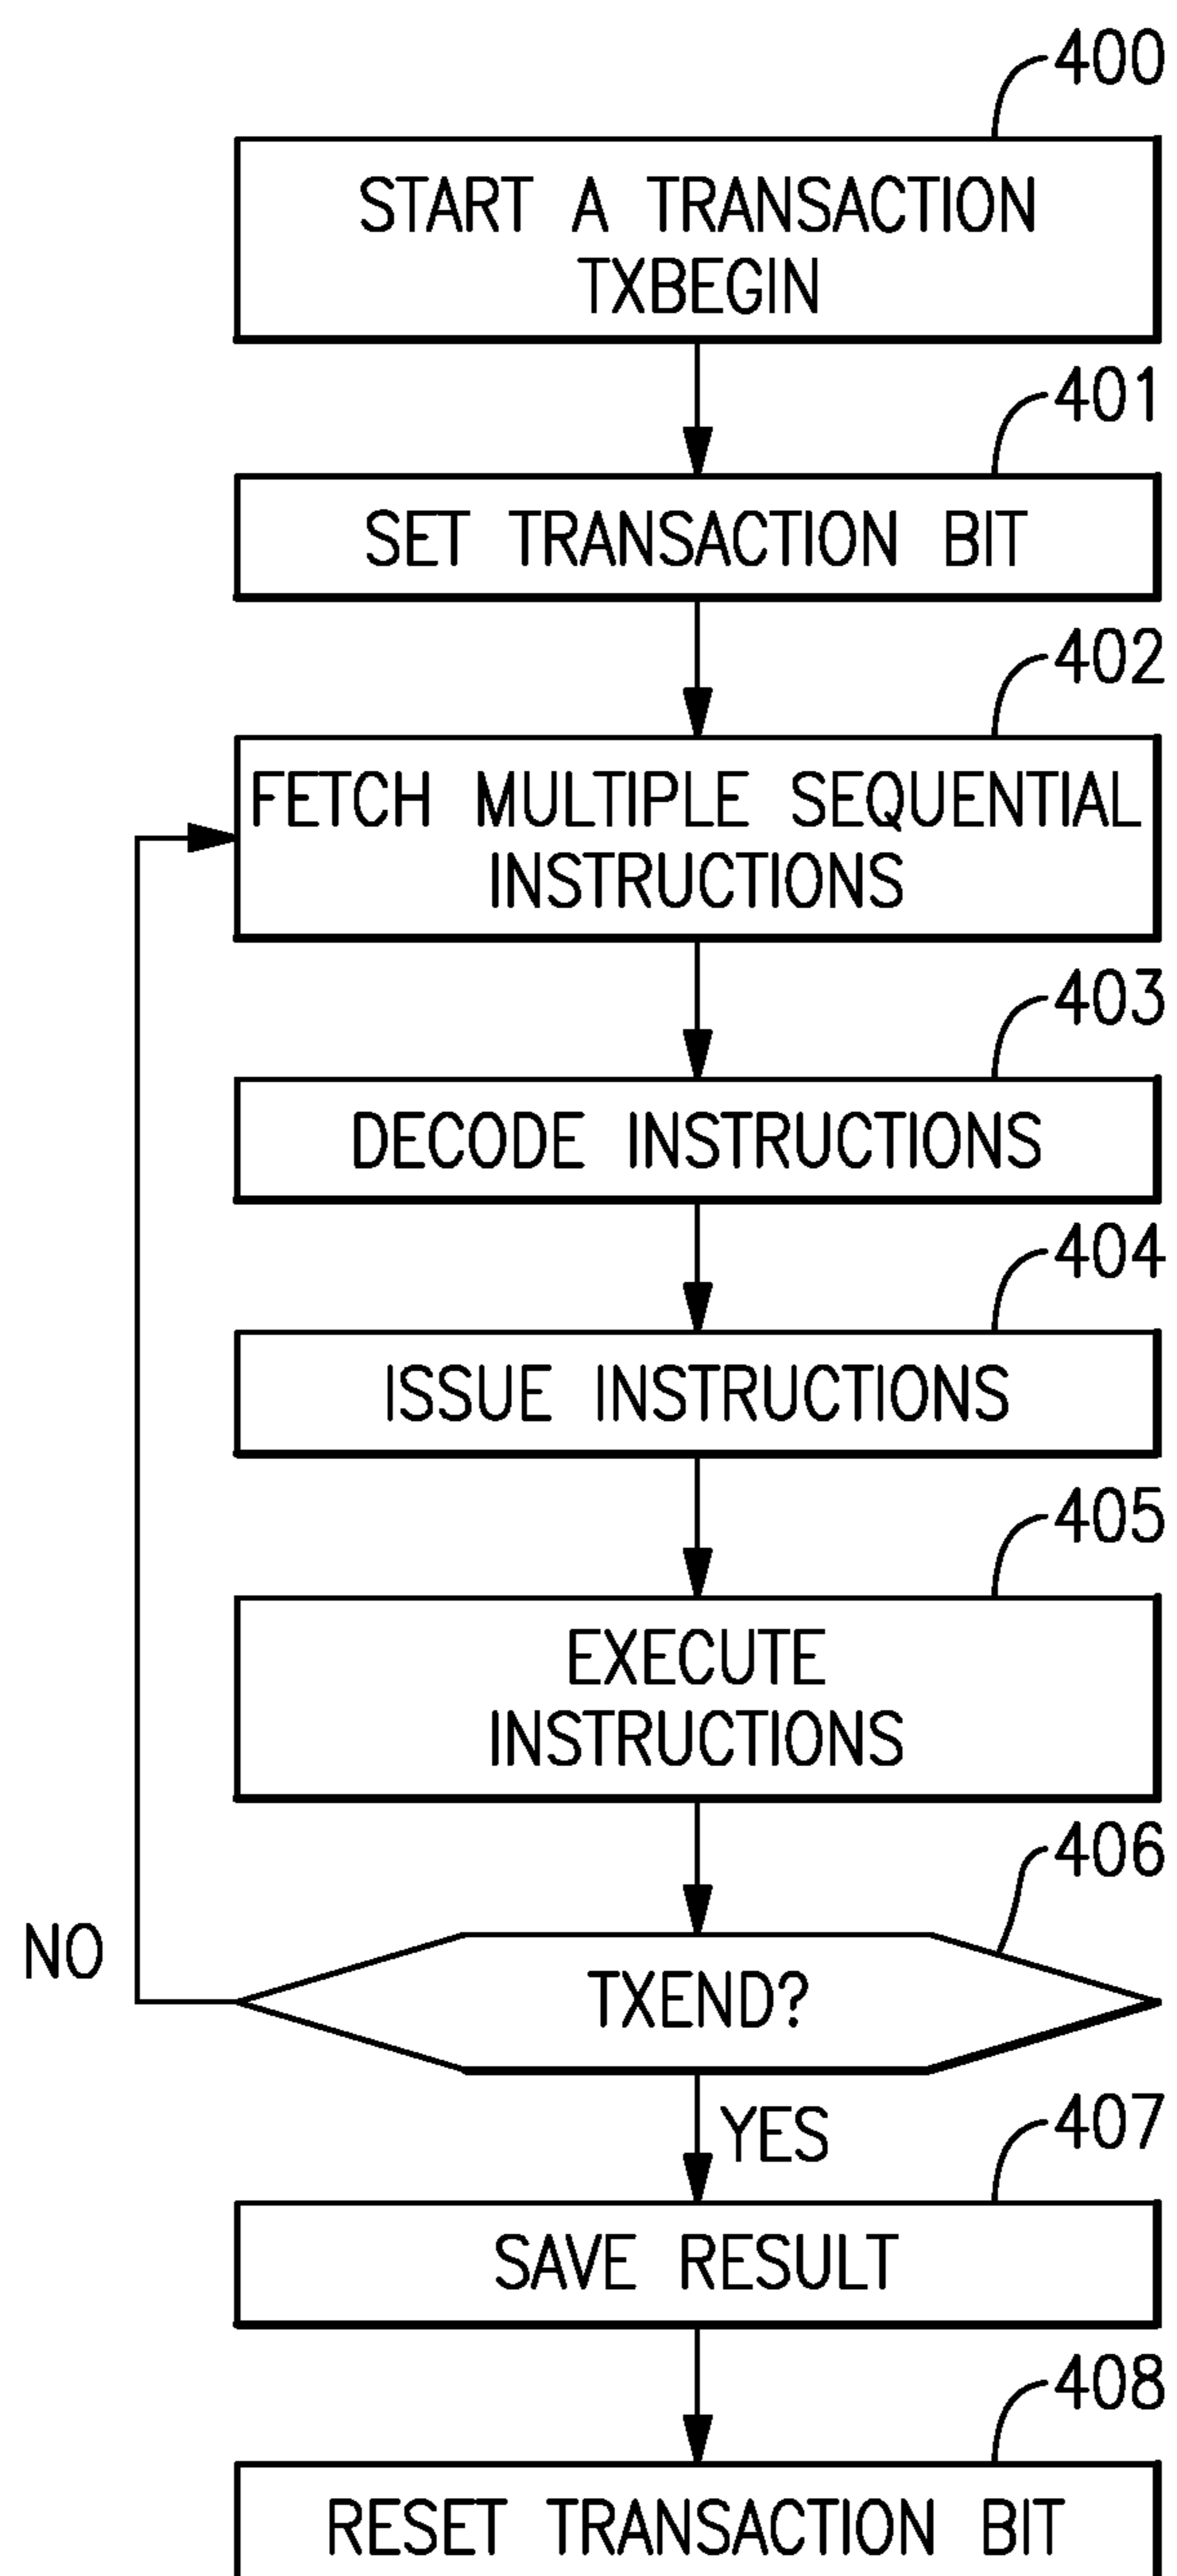 400
START A TRANSACTION
TXBEGIN
401
SET TRANSACTION BIT
402
FETCH MULTIPLE SEQUENTIAL
INSTRUCTIONS
403
DECODE INSTRUCTIONS
404
ISSUE INSTRUCTIONS
405
EXECUTE
INSTRUCTIONS
406
NO
TXEND?
YES
407
SAVE RESULT
408
RESET TRANSACTION BIT